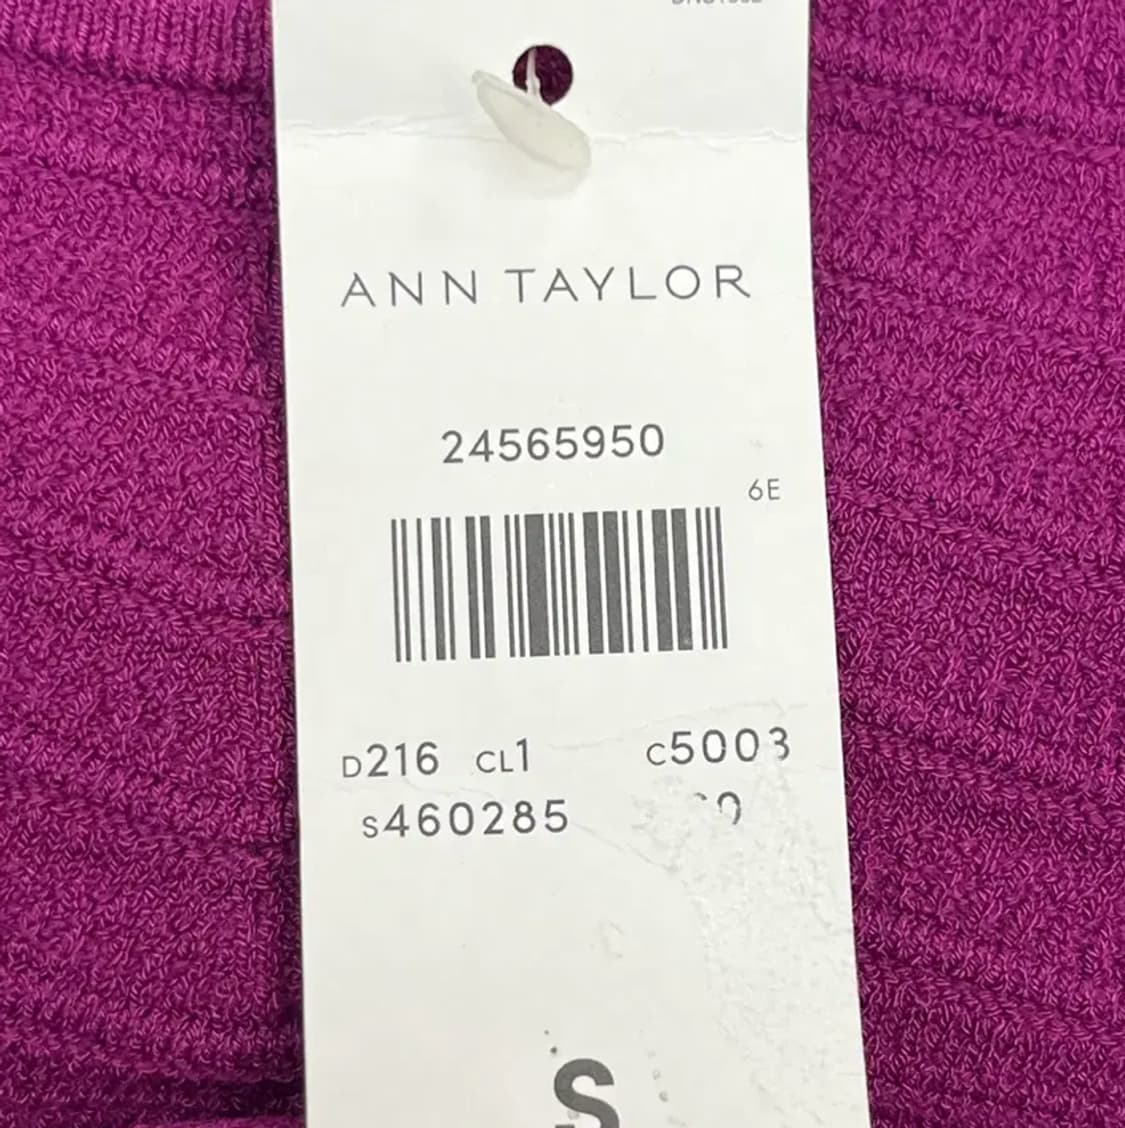 ANN TAYLOR
24565950
6E
D216 CL1 C5003
S460285
S